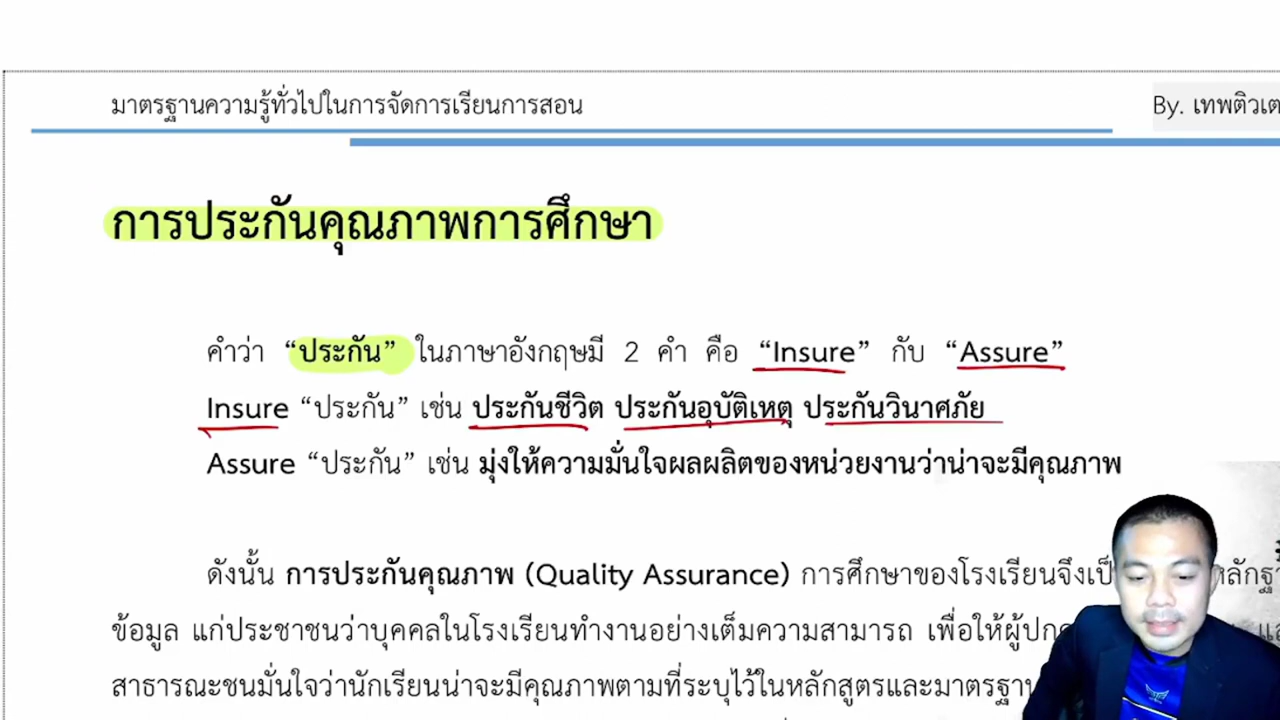 มาตรฐานความรู้ทั่วไปในการจัดการเรียนการสอน By. เทพติวเต
การประกันคุณภาพการศึกษา
คำว่า “ประกัน” ในภาษาอังกฤษมี 2 คำ คือ “Insure” กับ “Assure”
Insure “ประกัน” เช่น ประกันชีวิต ประกันอุบัติเหตุ ประกันวินาศภัย
Assure “ประกัน” เช่น มุ่งให้ความมั่นใจผลผลิตของหน่วยงานว่าน่าจะมีคุณภาพ
ดังนั้น การประกันคุณภาพ (Quality Assurance) การศึกษาของโรงเรียนจึงเป็
ข้อมูล แก่ประชาชนว่าบุคคลในโรงเรียนทำงานอย่างเต็มความสามารถ เพื่อให้ผู้ปก
สาธารณะชนมั่นใจว่านักเรียนน่าจะมีคุณภาพตามที่ระบุไว้ในหลักสูตรและมาตรฐาน